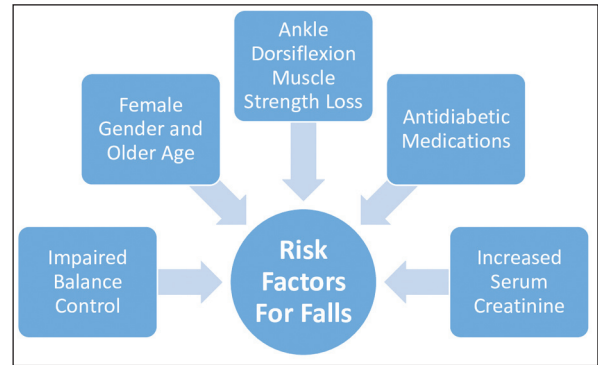 Ankle
Dorsiflexion
Muscle
Strength Loss
Female
Gender and
Older Age
Antidiabetic
Medications
Impaired
Balance
Control
Risk
Factors
For Falls
Increased
Serum
Creatinine